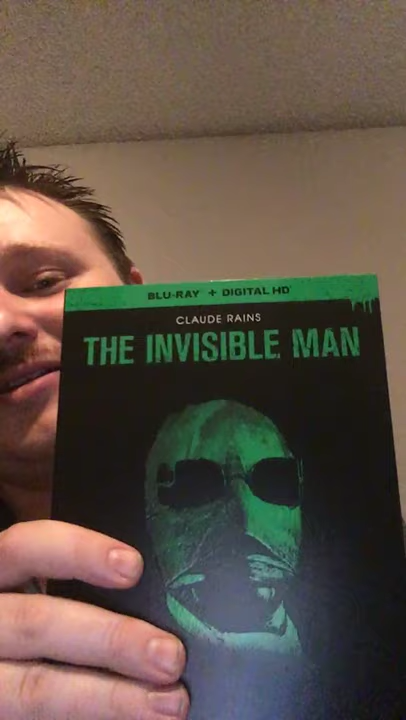 BLU-RAY + DIGITAL HD
CLAUDE RAINS
THE INVISIBLE MAN